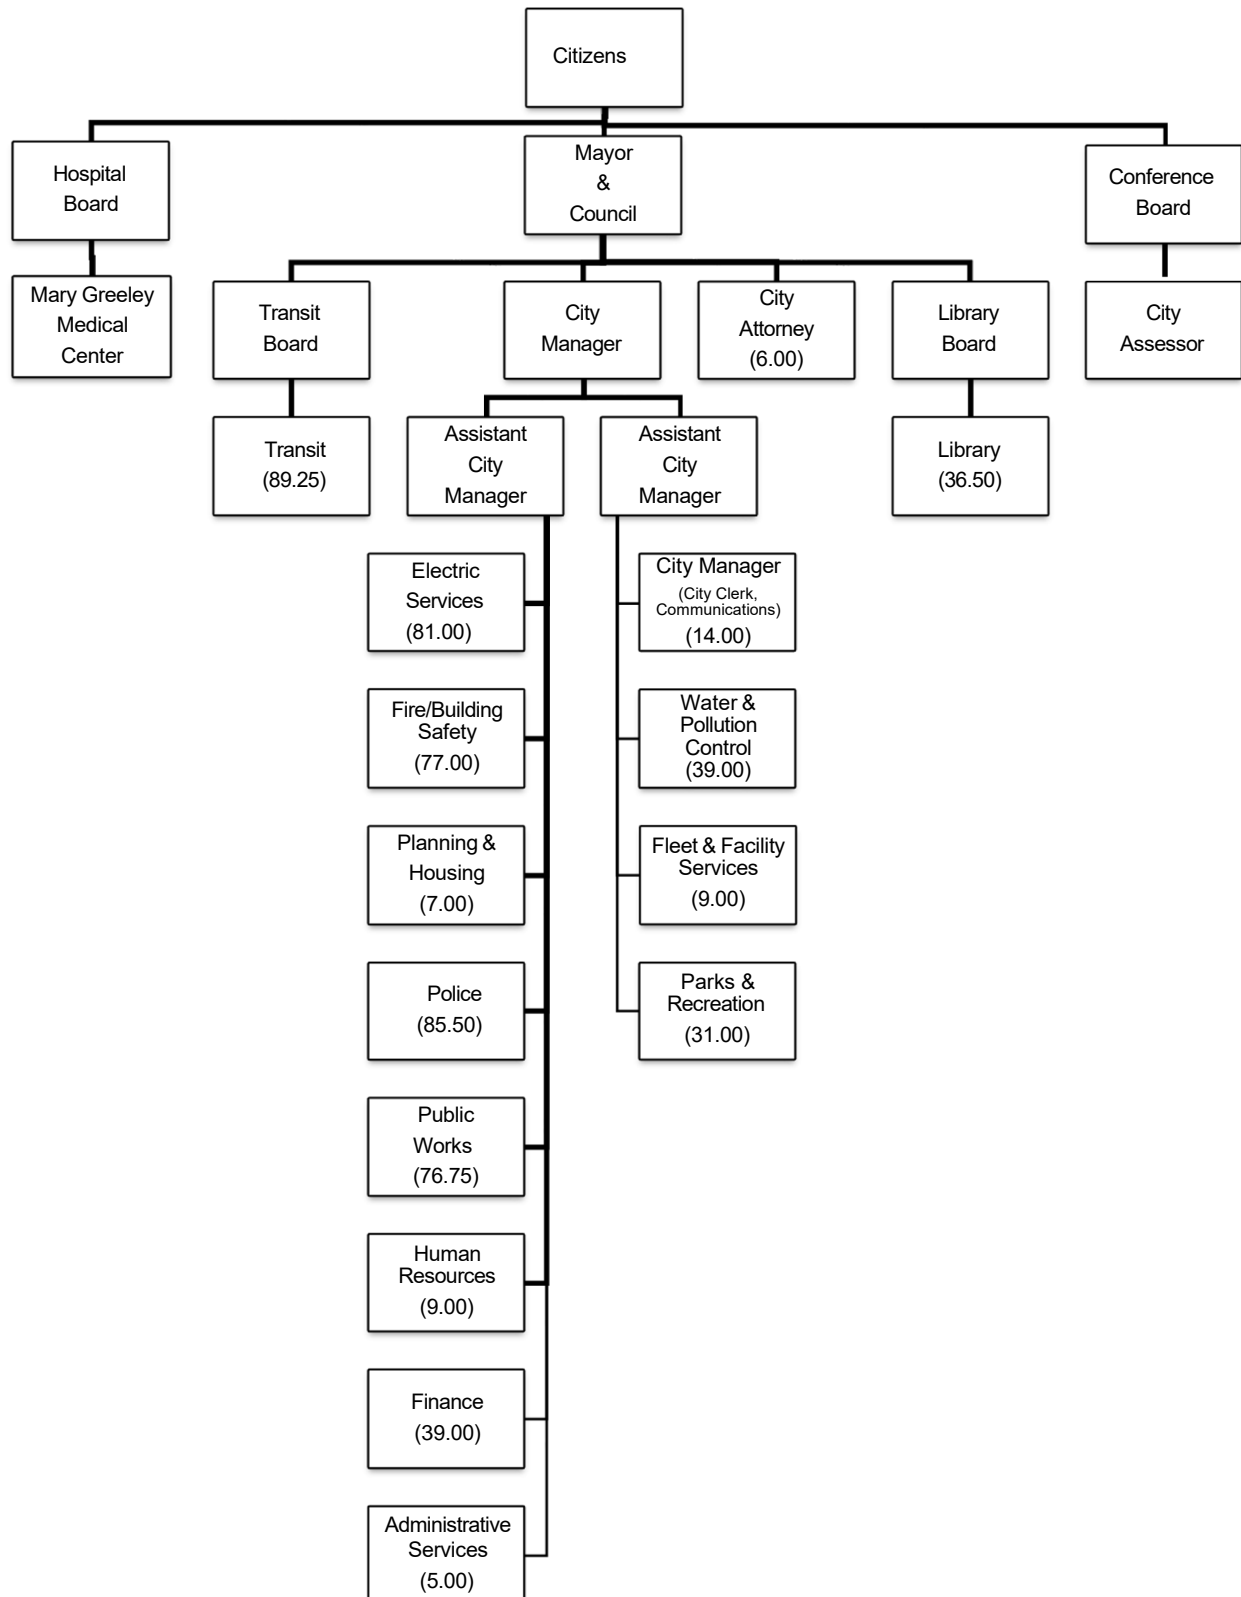 Citizens
Hospital
Board
Mayor
&
Council
Conference
Board
Mary Greeley
Medical
Center
Transit
Board
City
Manager
City
Attorney
(6.00)
Library
Board
City
Assessor
Transit
(89.25)
Assistant
City
Manager
Assistant
City
Manager
Library
(36.50)
Electric
Services
(81.00)
City Manager
(City Clerk,
Communications)
(14.00)
Fire/Building
Safety
(77.00)
Water &
Pollution
Control
(39.00)
Planning &
Housing
(7.00)
Fleet & Facility
Services
(9.00)
Police
(85.50)
Parks &
Recreation
(31.00)
Public
Works
(76.75)
Human
Resources
(9.00)
Finance
(39.00)
Administrative
Services
(5.00)